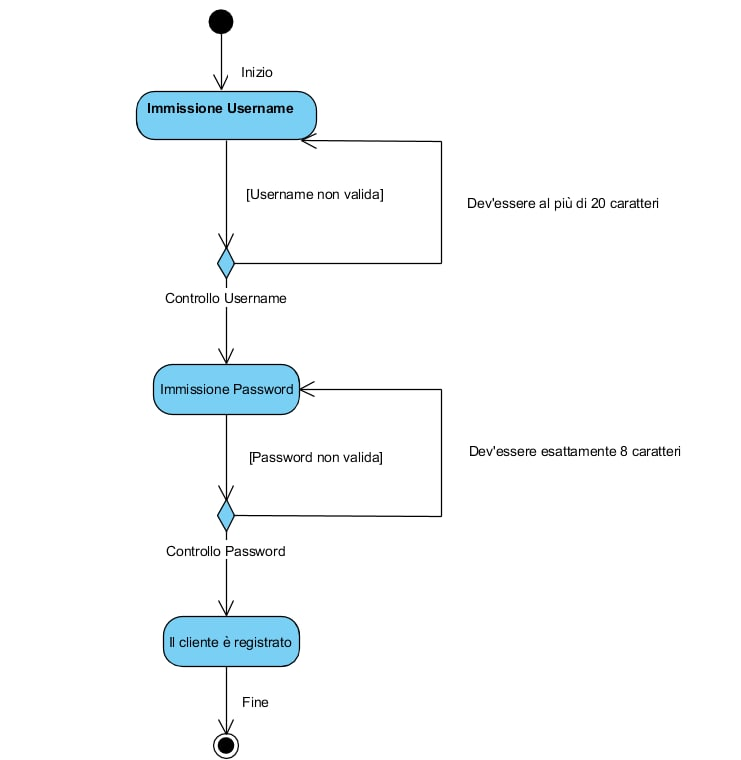 Inizio
Immissione Username
[Username non valida]
Dev'essere al più di 20 caratteri
Controllo Username
Immissione Password
[Password non valida]
Dev'essere esattamente 8 caratteri
Controllo Password
Il cliente è registrato
Fine